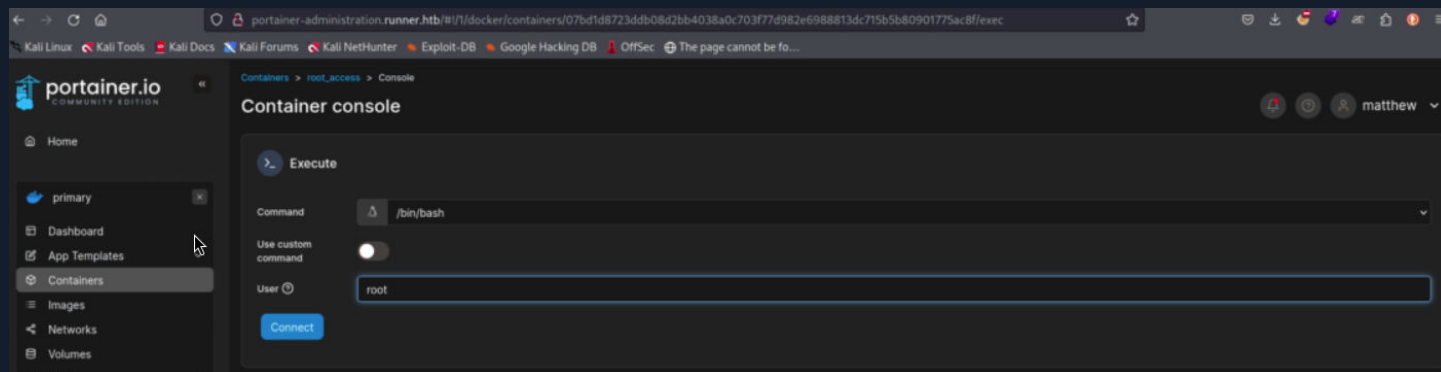 portainer-administration.runner.htb/#!/1/docker/containers/07bd1d8723ddb08d2bb4038a0c703f77d982e6988813dc715b5b80901775ac8f/exec
Kali Linux Kali Tools Kali Docs Kali Forums Kali NetHunter Exploit-DB Google Hacking DB OffSec The page cannot be fo...
portainer.io
COMMUNITY EDITION
Containers > root_access > Console
Container console
matthew
Home
Execute
primary
Command /bin/bash
Dashboard
Use custom
command
App Templates
Containers
User root
Images
Networks
Connect
Volumes